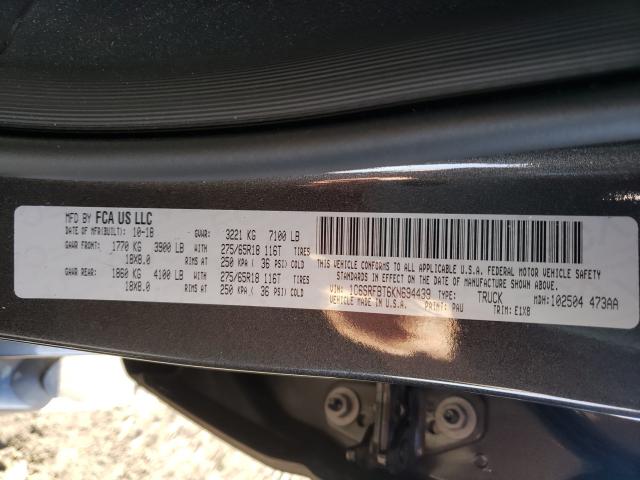 MFD BY FCA US LLC
DATE OF MFR(BUILT): 10-18 GVWR: 3221 KG 7100 LB
GAWR FRONT: 1770 KG 3900 LB WITH 275/65R18 116T TIRES
18X8.0 RIMS AT 250 KPA ( 36 PSI) COLD
GAWR REAR: 1860 KG 4100 LB WITH 275/65R18 116T TIRES
18X8.0 RIMS AT 250 KPA ( 36 PSI) COLD
THIS VEHICLE CONFORMS TO ALL APPLICABLE U.S.A. FEDERAL MOTOR VEHICLE SAFETY
STANDARDS IN EFFECT ON THE DATE OF MANUFACTURE SHOWN ABOVE.
VIN: 1C6SRFBT6KN694439 TYPE: TRUCK MDH: 102504 473AA
VEHICLE MADE IN U.S.A. PAINT: PAU TRIM: E1X8